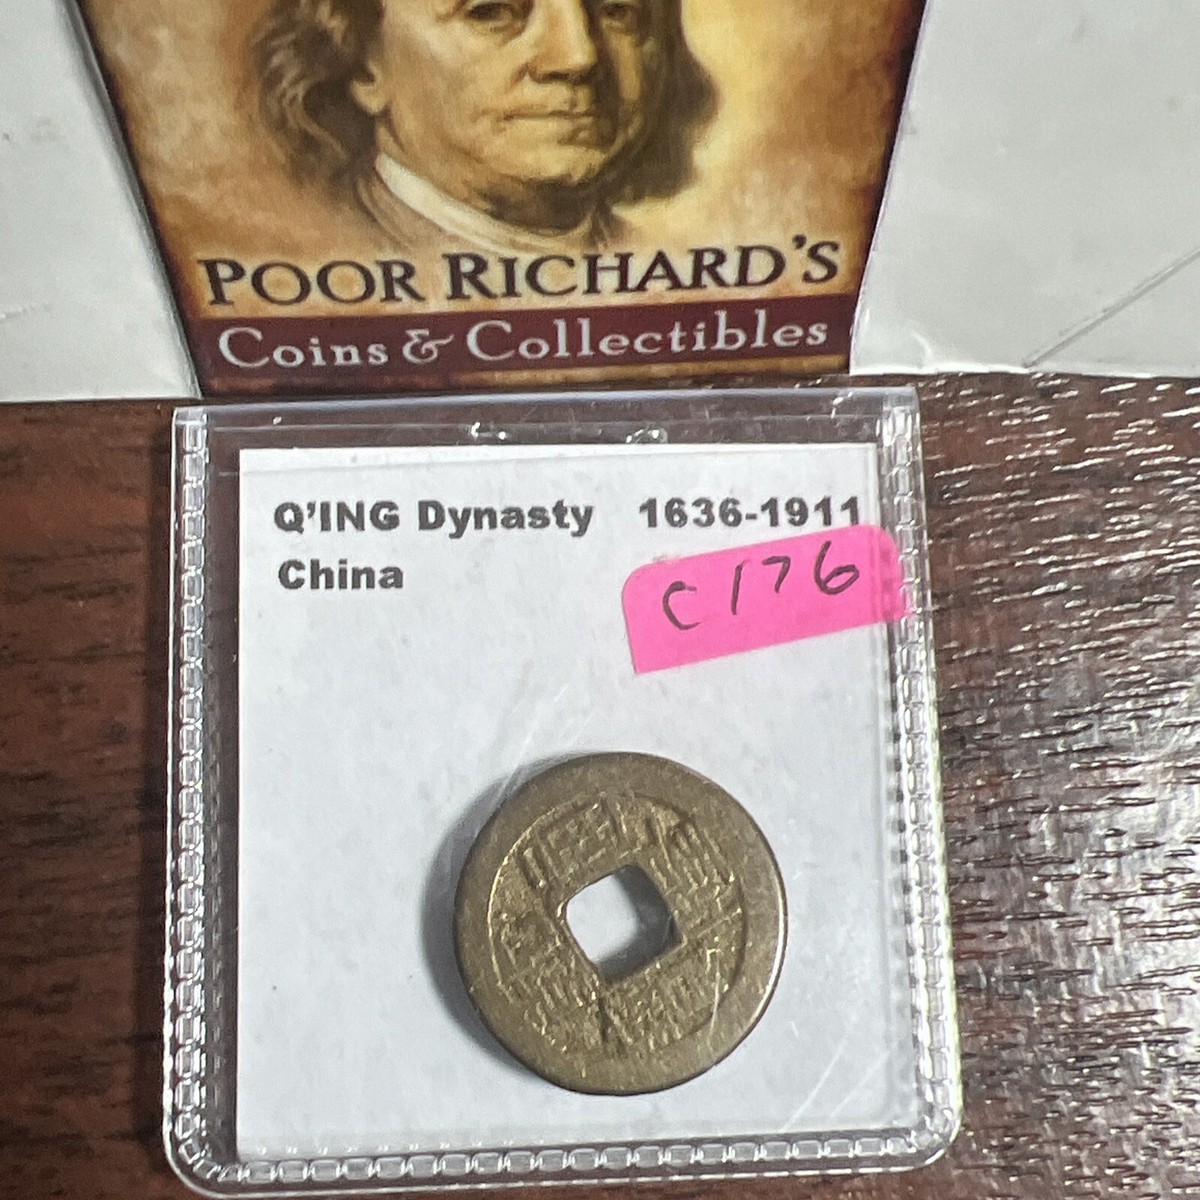 POOR RICHARD'S
Coins & Collectibles
Q'ING Dynasty 1636-1911
China
C176